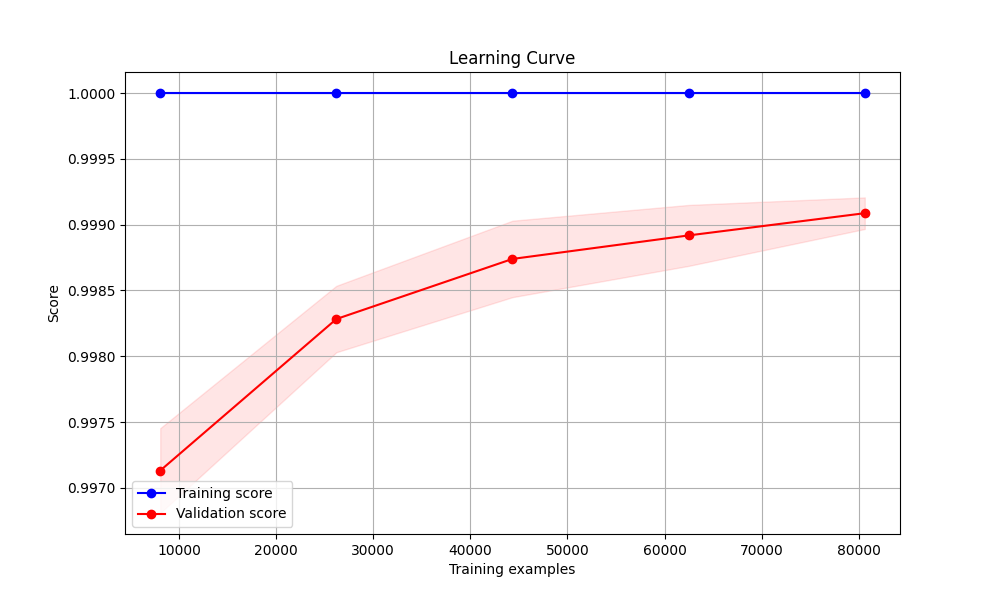 Learning Curve
1.0000
0.9995
0.9990
0.9985
0.9980
0.9975
0.9970
Score
Training score
Validation score
10000 20000 30000 40000 50000 60000 70000 80000
Training examples